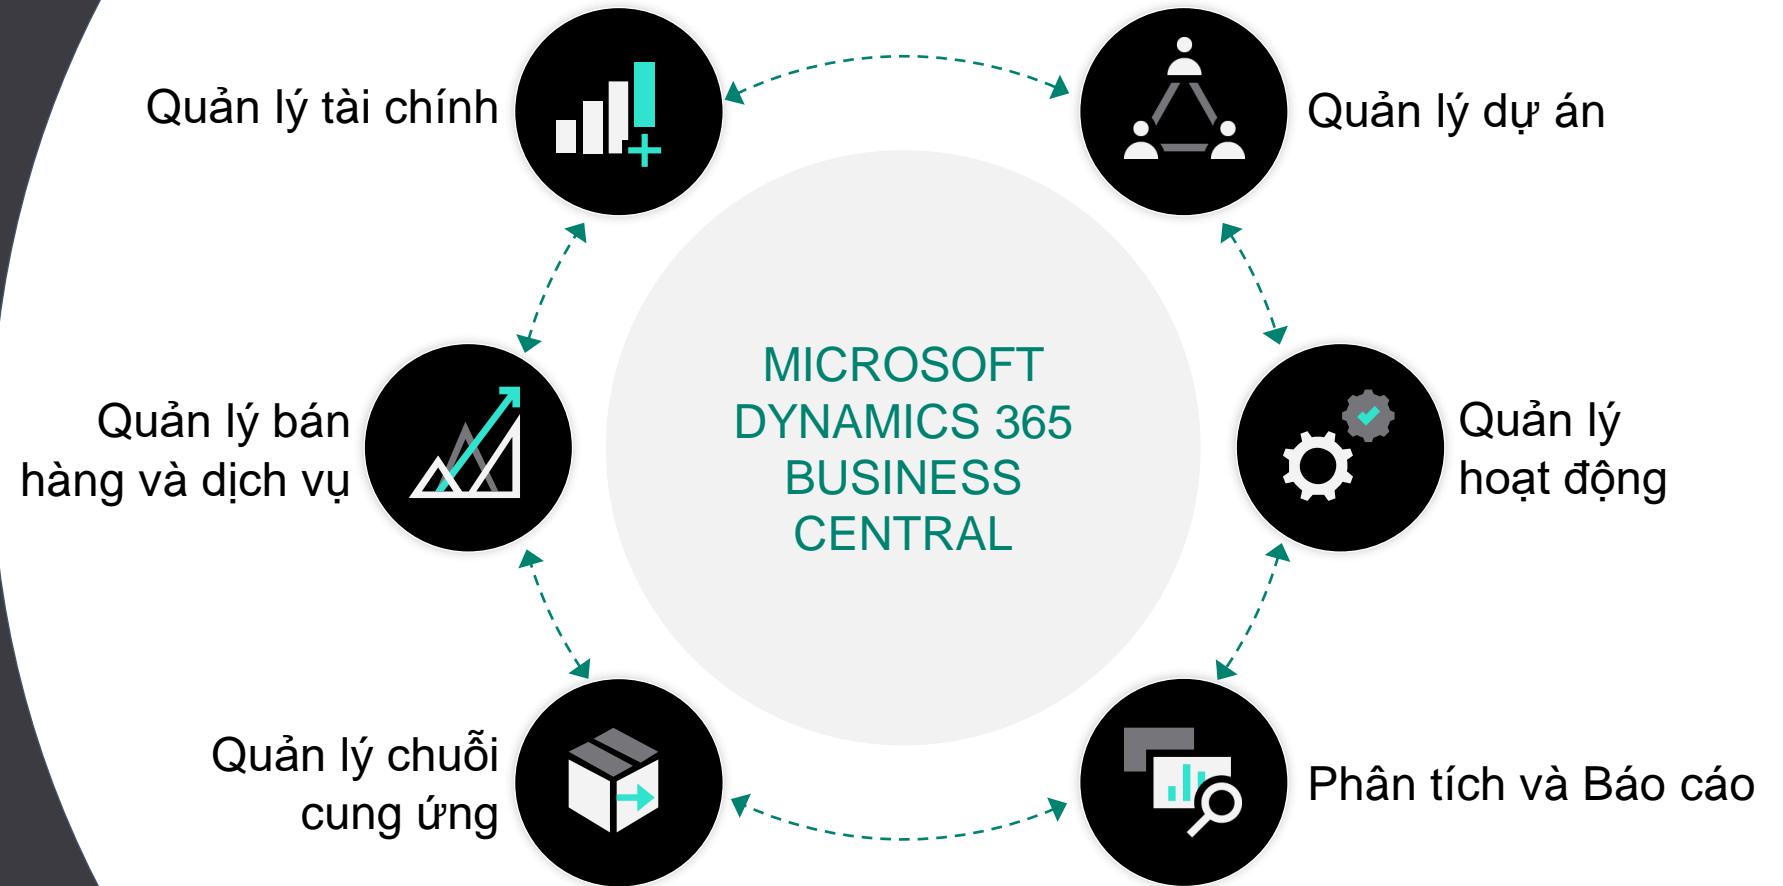 Quản lý tài chính
Quản lý dự án
MICROSOFT
DYNAMICS 365
BUSINESS
CENTRAL
Quản lý bán
hàng và dịch vụ
Quản lý
hoạt động
Quản lý chuỗi
cung ứng
Phân tích và Báo cáo